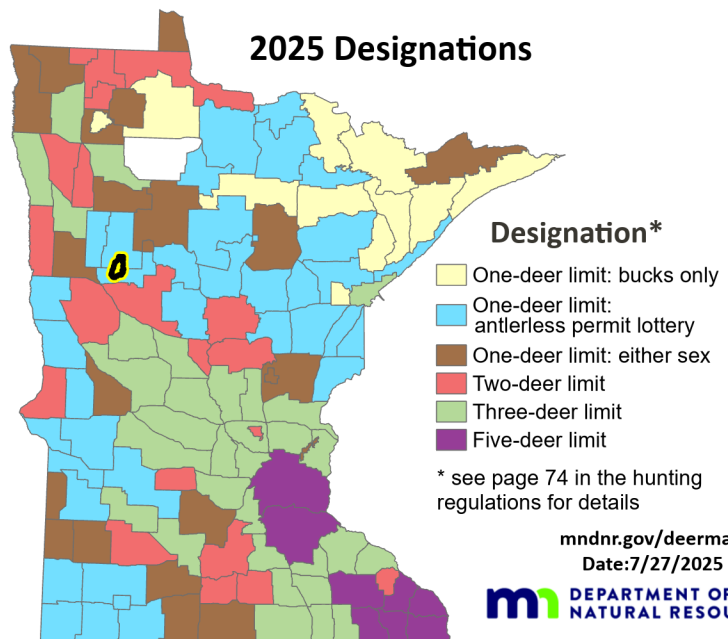 2025 Designations
Designation*
One-deer limit: bucks only
One-deer limit:
antlerless permit lottery
One-deer limit: either sex
Two-deer limit
Three-deer limit
Five-deer limit
* see page 74 in the hunting
regulations for details
mndnr.gov/deerma
Date:7/27/2025
mn DEPARTMENT OF
NATURAL RESOU